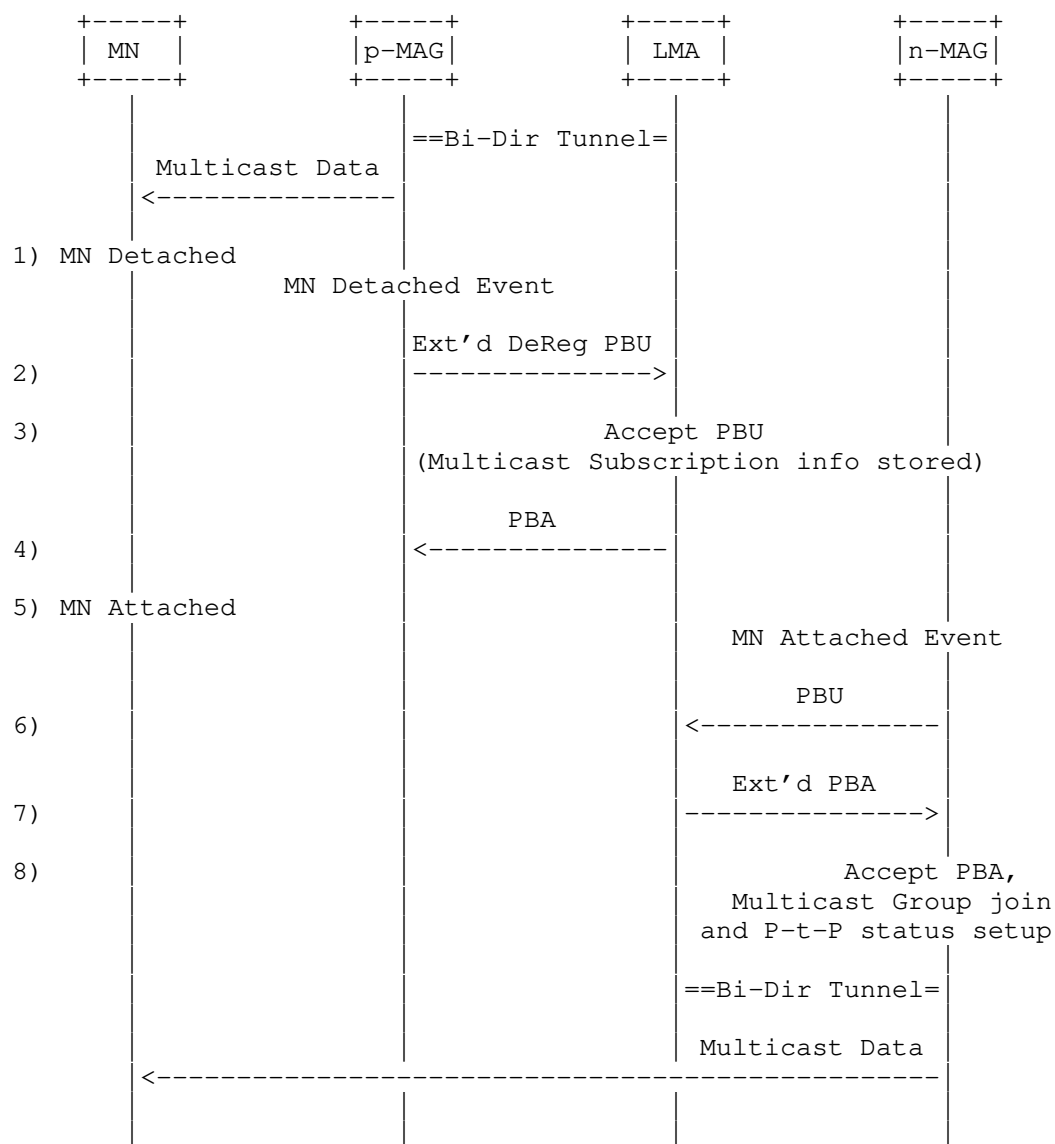 MN p-MAG LMA n-MAG
==Bi-Dir Tunnel=
Multicast Data
1) MN Detached
MN Detached Event
Ext'd DeReg PBU
2)
3) Accept PBU
(Multicast Subscription info stored)
PBA
4)
5) MN Attached
MN Attached Event
PBU
6)
Ext'd PBA
7)
8) Accept PBA,
Multicast Group join
and P-t-P status setup
==Bi-Dir Tunnel=
Multicast Data